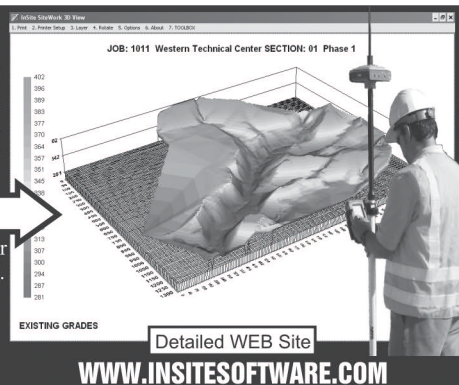 InSite SiteWork 3D View
1. Print 2. Printer Setup 3. Layer 4. Rotate 5. Options 6. About 7. TOOLBOX
JOB: 1011 Western Technical Center SECTION: 01 Phase 1
402
396
389
383
377
370
364
357
351
345
338
313
307
300
294
287
281
EXISTING GRADES
Detailed WEB Site
WWW.INSITESOFTWARE.COM